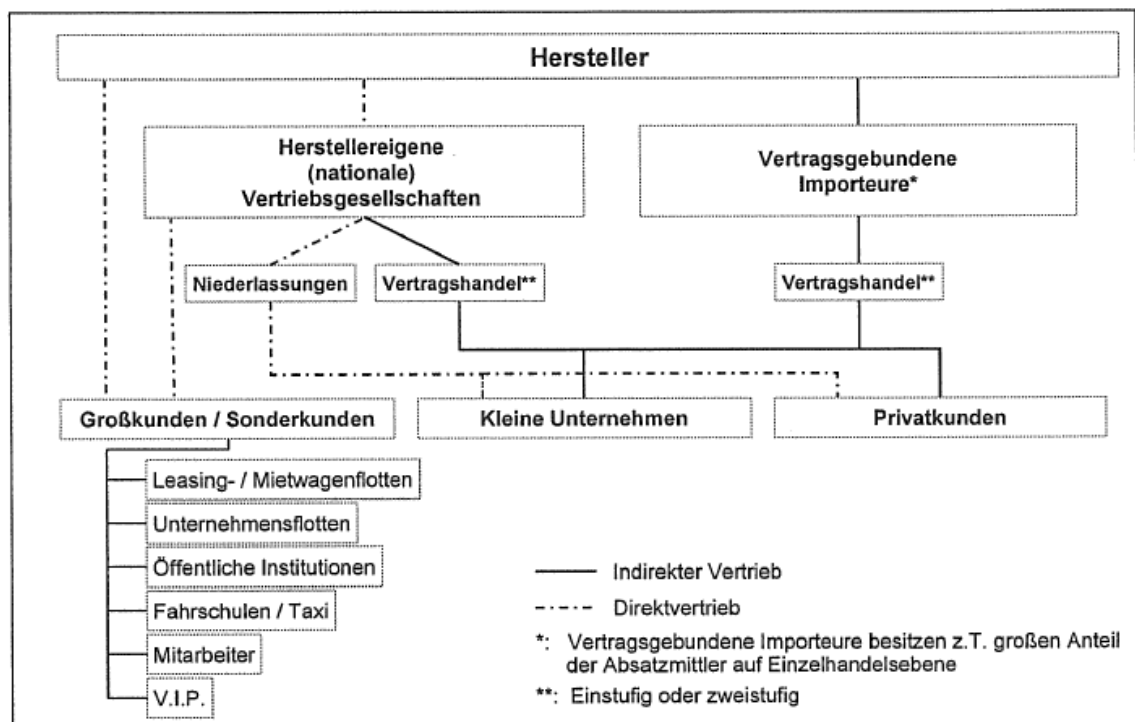 Hersteller
Herstellereigene
(nationale)
Vertriebsgesellschaften
Vertragsgebundene
Importeure*
Niederlassungen
Vertragshandel**
Vertragshandel**
Großkunden / Sonderkunden
Kleine Unternehmen
Privatkunden
Leasing- / Mietwagenflotten
Unternehmensflotten
Öffentliche Institutionen
Fahrschulen / Taxi
Mitarbeiter
V.I.P.
Indirekter Vertrieb
Direktvertrieb
*: Vertragsgebundene Importeure besitzen z.T. großen Anteil
der Absatzmittler auf Einzelhandelsebene
**: Einstufig oder zweistufig